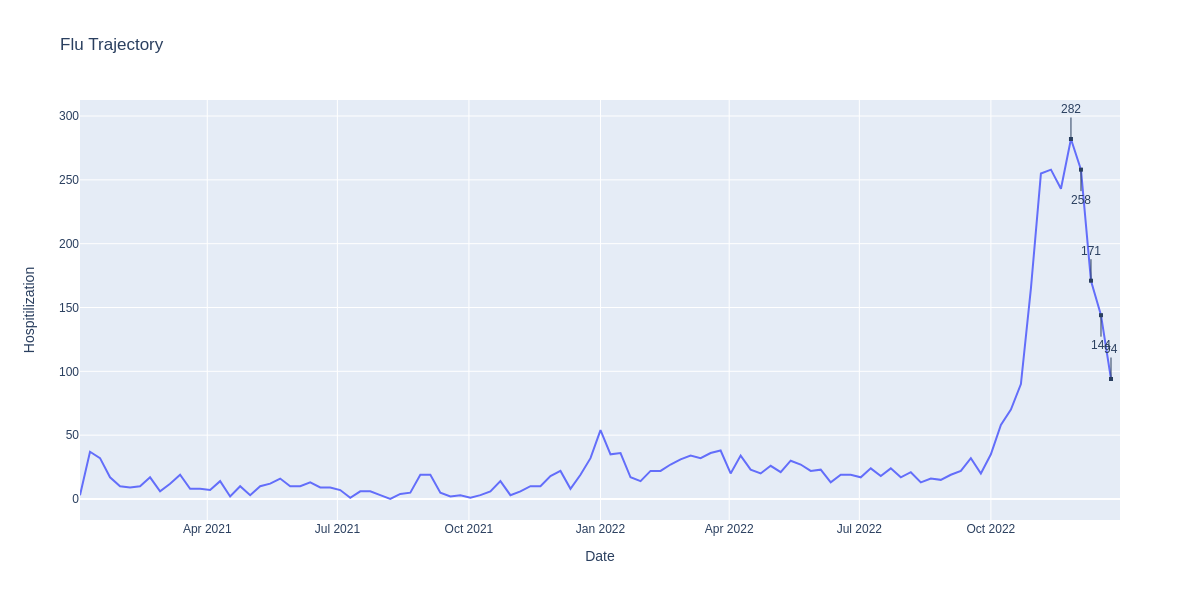 Flu Trajectory
Hospitilization
300
250
200
150
100
50
0
282
258
171
144
94
Apr 2021
Jul 2021
Oct 2021
Jan 2022
Apr 2022
Jul 2022
Oct 2022
Date